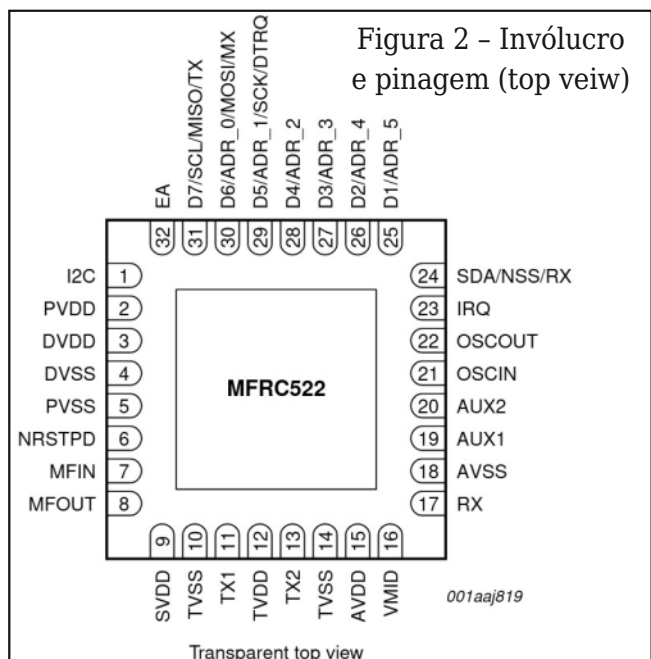 Figura 2 – Invólucro
e pinagem (top veiw)
EA
D7/SCL/MISO/TX
D6/ADR_0/MOSI/MX
D5/ADR_1/SCK/DTRQ
D4/ADR_2
D3/ADR_3
D2/ADR_4
D1/ADR_5
32 31 30 29 28 27 26 25
I2C 1
PVDD 2
DVDD 3
DVSS 4
PVSS 5
NRSTPD 6
MFIN 7
MFOUT 8
MFRC522
24 SDA/NSS/RX
23 IRQ
22 OSCOUT
21 OSCIN
20 AUX2
19 AUX1
18 AVSS
17 RX
9 10 11 12 13 14 15 16
SVDD
TVSS
TX1
TVDD
TX2
TVSS
AVDD
VMID
001aaj819
Transparent top view